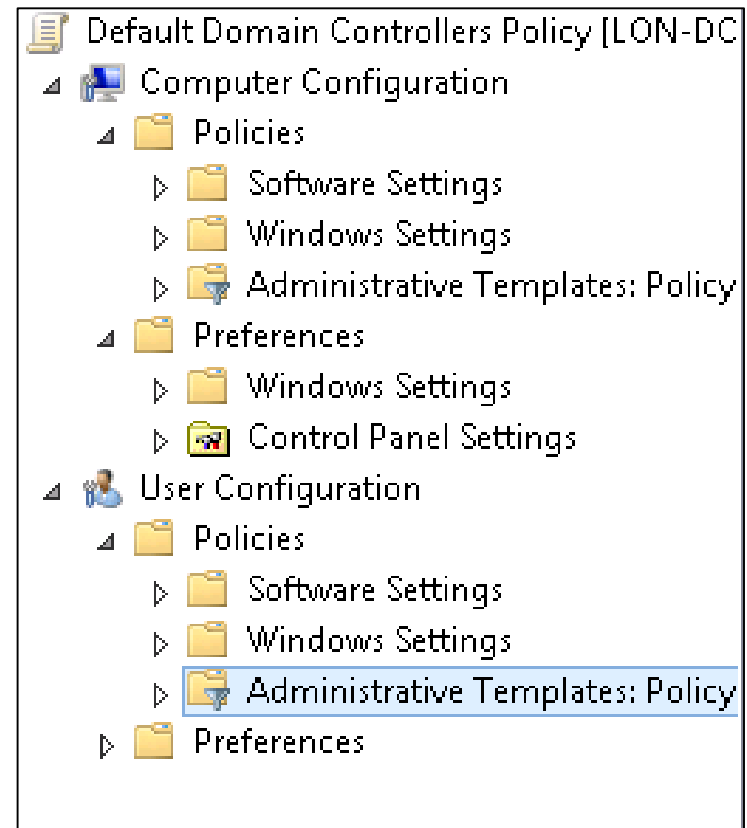 Default Domain Controllers Policy [LON-DC
Computer Configuration
Policies
Software Settings
Windows Settings
Administrative Templates: Policy
Preferences
Windows Settings
Control Panel Settings
User Configuration
Policies
Software Settings
Windows Settings
Administrative Templates: Policy
Preferences